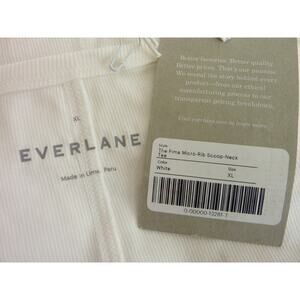 Better factories. Better quality.
Better prices. That's our promise.
We reveal the story behind every
product—from our ethical
manufacturing process to our
transparent pricing breakdown.
XL
EVERLANE
Made in Lima, Peru
Style
The Pima Micro-Rib Scoop-Neck
Tee
Color
Size
White
XL